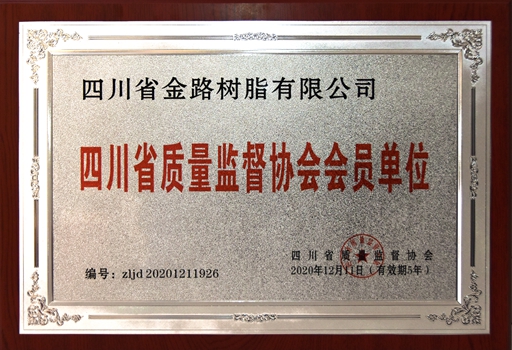 四川省金路树脂有限公司
四川省质量监督协会会员单位
四川省质量监督协会
编号：zljd 20201211926
2020年12月11日（有效期5年）